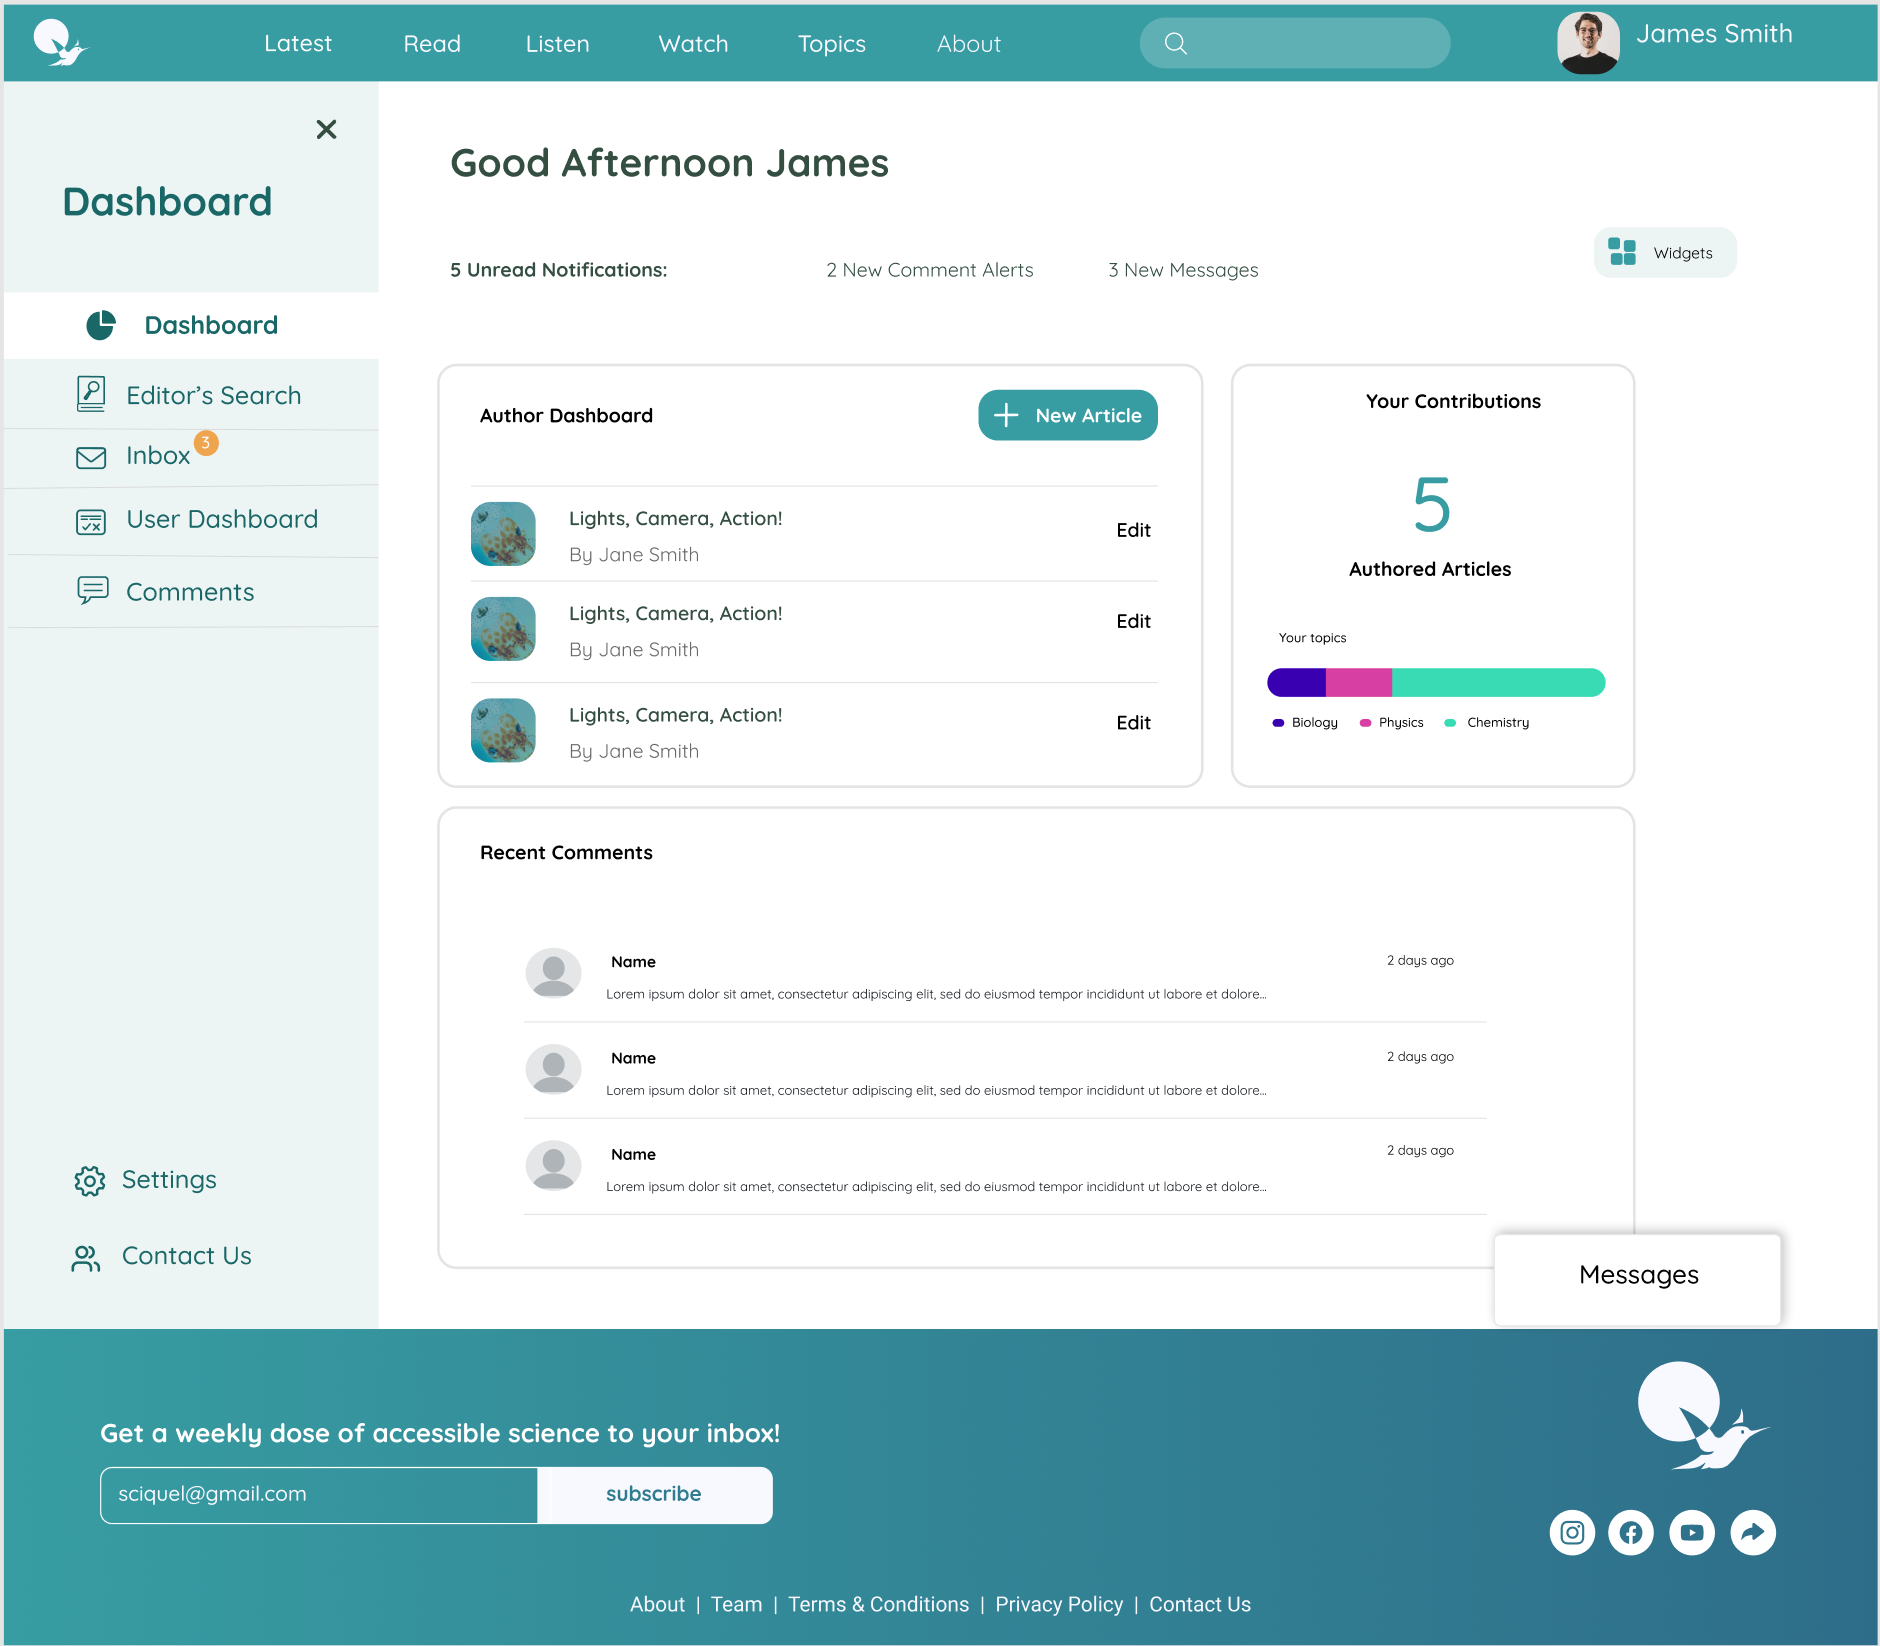 Latest Read Listen Watch Topics About James Smith
Dashboard
Dashboard
Editor’s Search
Inbox 3
User Dashboard
Comments
Settings
Contact Us
Good Afternoon James
5 Unread Notifications: 2 New Comment Alerts 3 New Messages
Widgets
Author Dashboard
New Article
Lights, Camera, Action!
By Jane Smith
Edit
Lights, Camera, Action!
By Jane Smith
Edit
Lights, Camera, Action!
By Jane Smith
Edit
Your Contributions
5
Authored Articles
Your topics
Biology Physics Chemistry
Recent Comments
Name 2 days ago
Lorem ipsum dolor sit amet, consectetur adipiscing elit, sed do eiusmod tempor incididunt ut labore et dolore...
Name 2 days ago
Lorem ipsum dolor sit amet, consectetur adipiscing elit, sed do eiusmod tempor incididunt ut labore et dolore...
Name 2 days ago
Lorem ipsum dolor sit amet, consectetur adipiscing elit, sed do eiusmod tempor incididunt ut labore et dolore...
Messages
Get a weekly dose of accessible science to your inbox!
sciquel@gmail.com subscribe
About | Team | Terms & Conditions | Privacy Policy | Contact Us